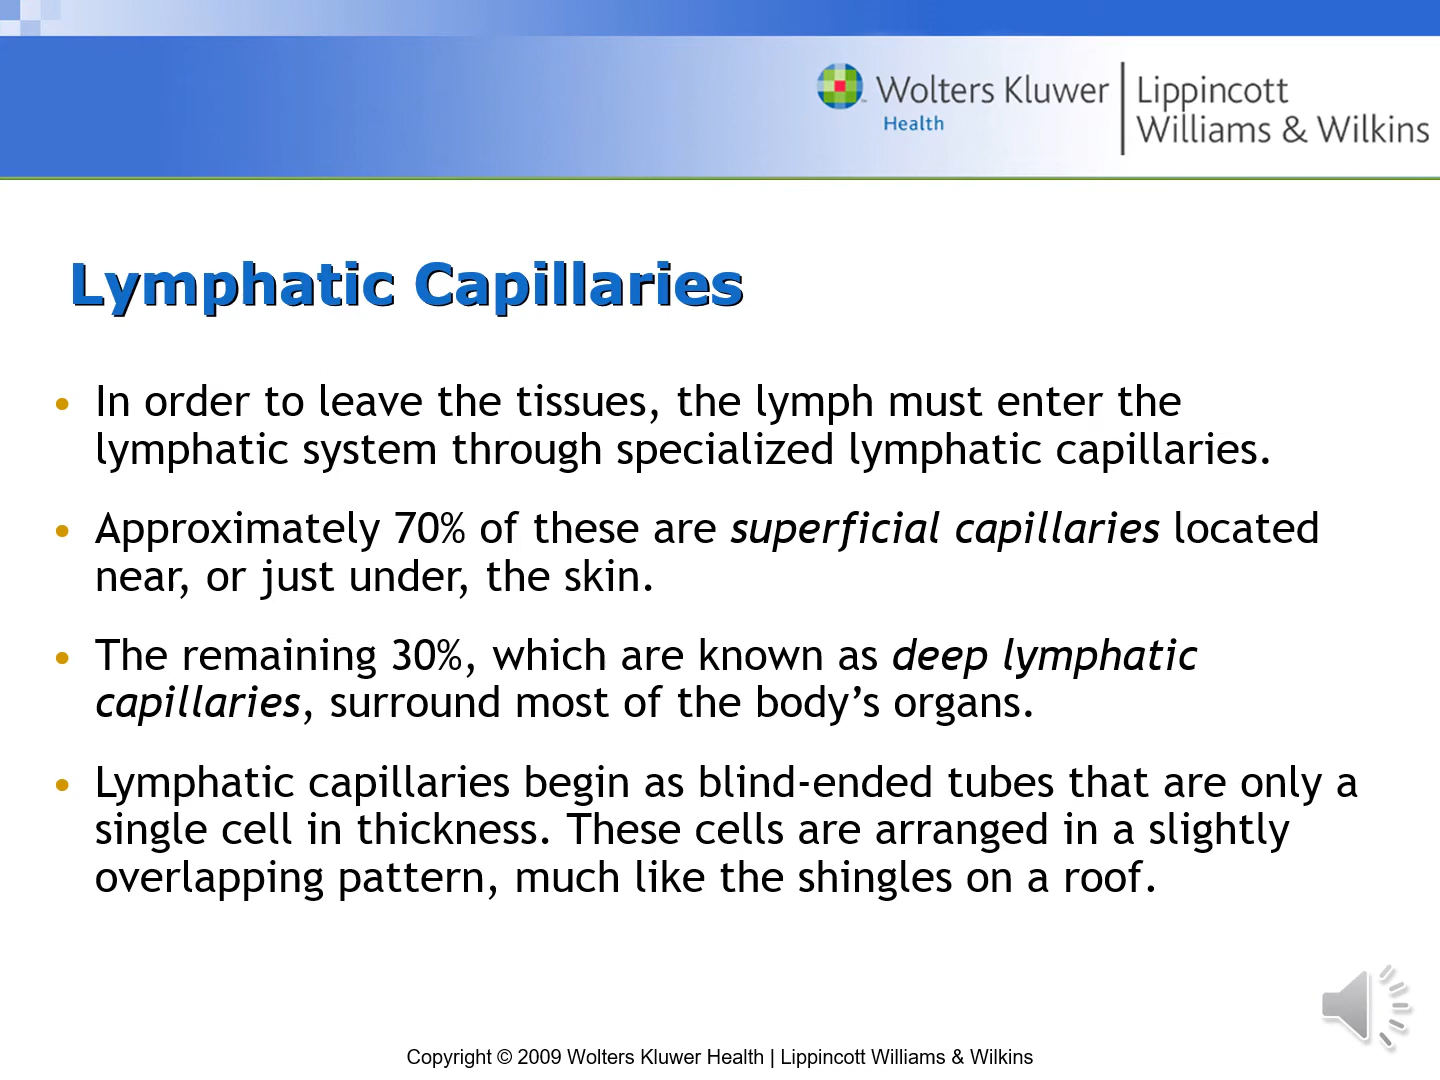 Wolters Kluwer
Health
Lippincott
Williams & Wilkins
Lymphatic Capillaries
• In order to leave the tissues, the lymph must enter the
lymphatic system through specialized lymphatic capillaries.
• Approximately 70% of these are superficial capillaries located
near, or just under, the skin.
• The remaining 30%, which are known as deep lymphatic
capillaries, surround most of the body’s organs.
• Lymphatic capillaries begin as blind-ended tubes that are only a
single cell in thickness. These cells are arranged in a slightly
overlapping pattern, much like the shingles on a roof.
Copyright © 2009 Wolters Kluwer Health | Lippincott Williams & Wilkins